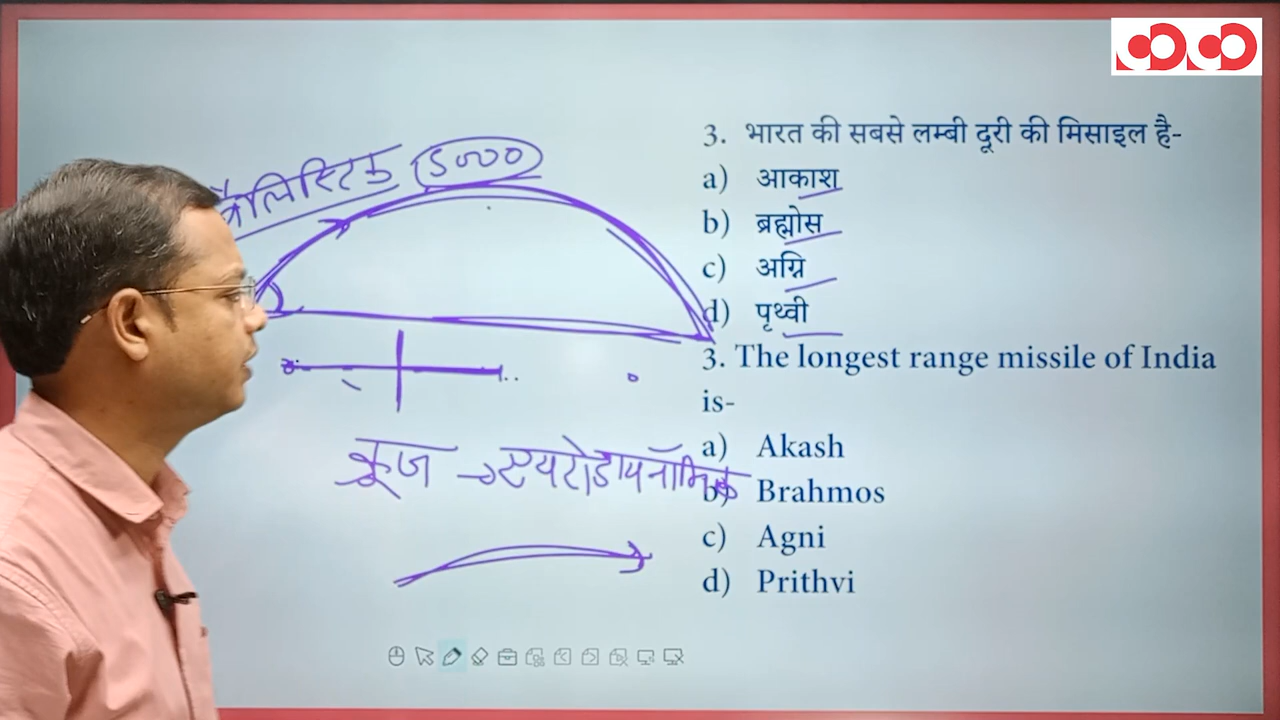 बैलिस्टिक 5000
क्रूज → एयरोडायनॉमिक
3. भारत की सबसे लम्बी दूरी की मिसाइल है-
a) आकाश
b) ब्रह्मोस
c) अग्नि
d) पृथ्वी
3. The longest range missile of India
is-
a) Akash
b) Brahmos
c) Agni
d) Prithvi